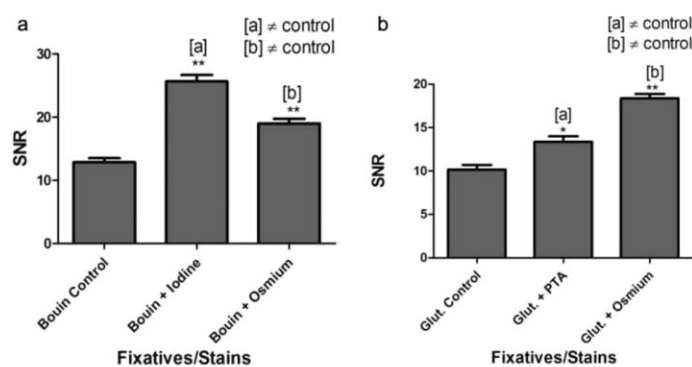 a
[a] ≠ control
[b] ≠ control
SNR
30
20
10
0
[a]
**
[b]
**
Bouin Control
Bouin + Iodine
Bouin + Osmium
Fixatives/Stains
b
[a] ≠ control
[b] ≠ control
SNR
20
15
10
5
0
[a]
*
[b]
**
Glut. Control
Glut. + PTA
Glut. + Osmium
Fixatives/Stains